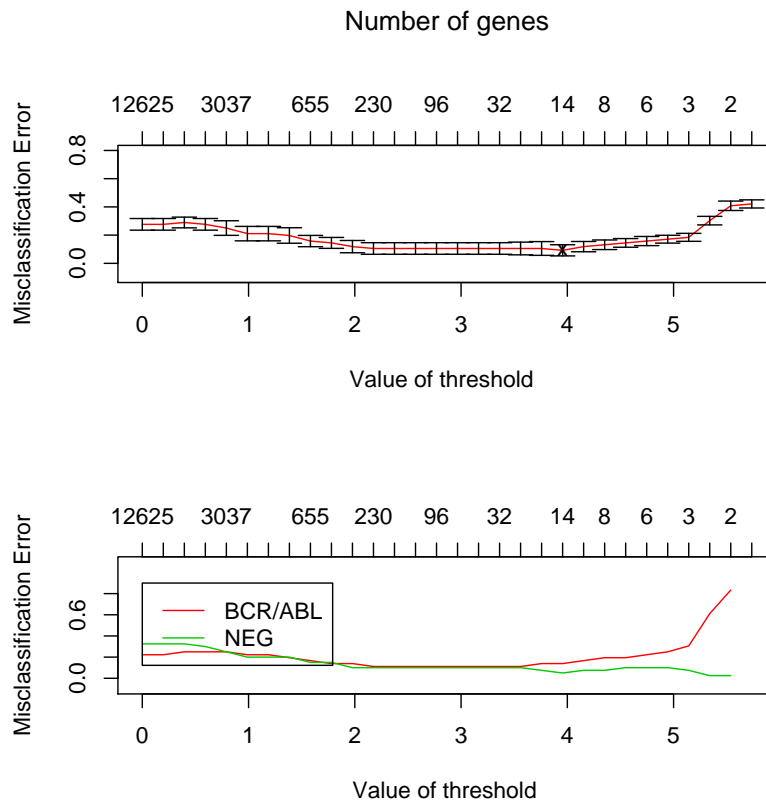 Number of genes
12625 3037 655 230 96 32 14 8 6 3 2
Misclassification Error
0.8
0.4
0.0
0 1 2 3 4 5
Value of threshold
12625 3037 655 230 96 32 14 8 6 3 2
Misclassification Error
0.6
0.0
BCR/ABL
NEG
0 1 2 3 4 5
Value of threshold